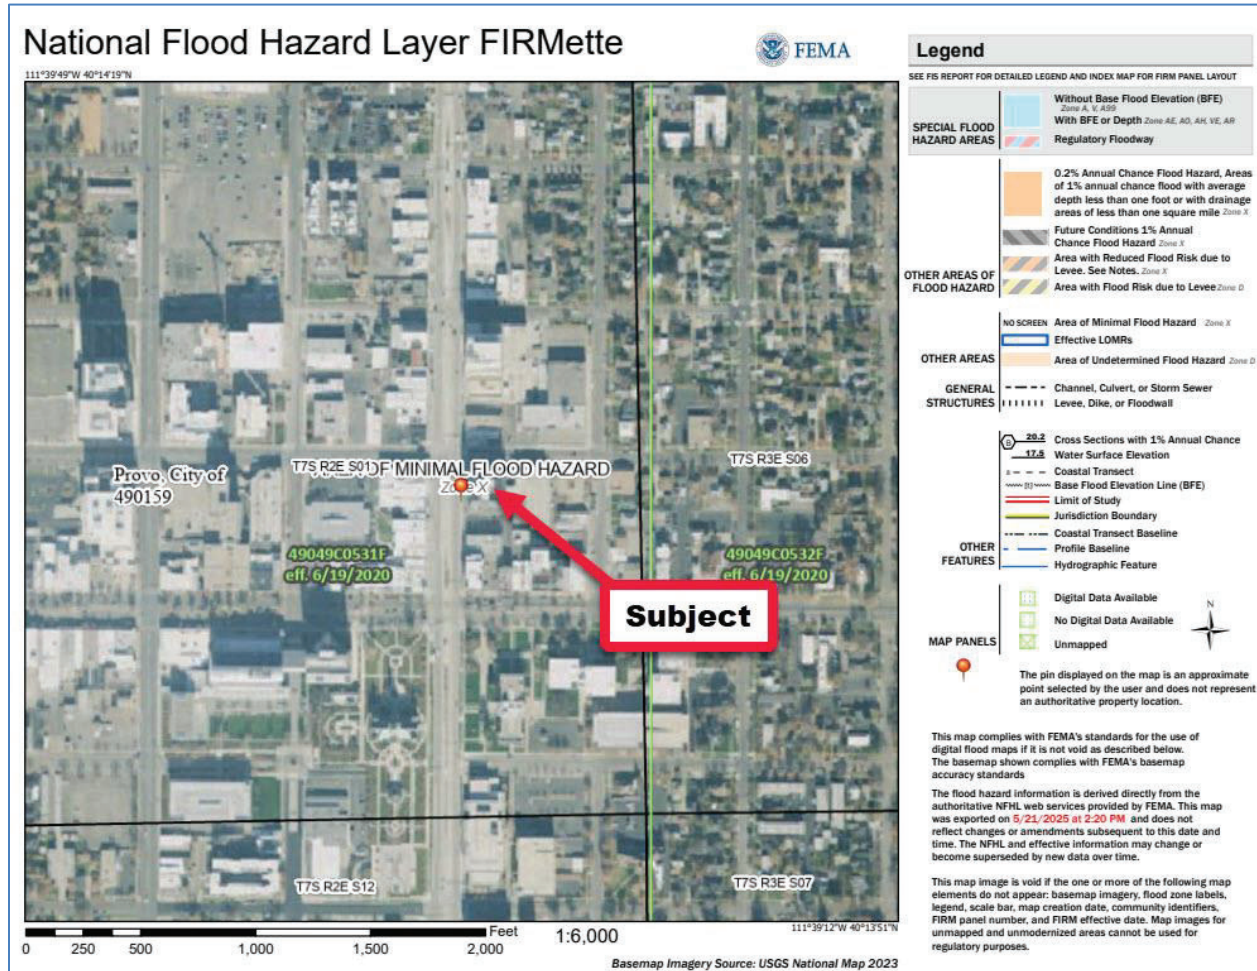 National Flood Hazard Layer FIRMette
FEMA
111°39'49"W 40°14'19"N
Provo, City of
490159
T7S R2E S01
AREA OF MINIMAL FLOOD HAZARD
Zone X
T7S R3E S06
49049C0531F
eff. 6/19/2020
49049C0532F
eff. 6/19/2020
Subject
T7S R2E S12
T7S R3E S07
111°39'12"W 40°13'51"N
Feet
0 250 500 1,000 1,500 2,000
1:6,000
Basemap Imagery Source: USGS National Map 2023
Legend
SEE FIS REPORT FOR DETAILED LEGEND AND INDEX MAP FOR FIRM PANEL LAYOUT
SPECIAL FLOOD
HAZARD AREAS
Without Base Flood Elevation (BFE)
Zone A, V, A99
With BFE or Depth Zone AE, AO, AH, VE, AR
Regulatory Floodway
0.2% Annual Chance Flood Hazard, Areas
of 1% annual chance flood with average
depth less than one foot or with drainage
areas of less than one square mile Zone X
Future Conditions 1% Annual
Chance Flood Hazard Zone X
Area with Reduced Flood Risk due to
Levee. See Notes. Zone X
Area with Flood Risk due to Levee Zone D
OTHER AREAS OF
FLOOD HAZARD
NO SCREEN Area of Minimal Flood Hazard Zone X
Effective LOMRs
OTHER AREAS
Area of Undetermined Flood Hazard Zone D
GENERAL
STRUCTURES
Channel, Culvert, or Storm Sewer
Levee, Dike, or Floodwall
B 20.2 Cross Sections with 1% Annual Chance
17.5 Water Surface Elevation
8 Coastal Transect
Base Flood Elevation Line (BFE)
Limit of Study
Jurisdiction Boundary
Coastal Transect Baseline
OTHER
FEATURES
Profile Baseline
Hydrographic Feature
Digital Data Available
No Digital Data Available
Unmapped
MAP PANELS
N
The pin displayed on the map is an approximate
point selected by the user and does not represent
an authoritative property location.
This map complies with FEMA's standards for the use of
digital flood maps if it is not void as described below.
The basemap shown complies with FEMA's basemap
accuracy standards
The flood hazard information is derived directly from the
authoritative NFHL web services provided by FEMA. This map
was exported on 5/21/2025 at 2:20 PM and does not
reflect changes or amendments subsequent to this date and
time. The NFHL and effective information may change or
become superseded by new data over time.
This map image is void if the one or more of the following map
elements do not appear: basemap imagery, flood zone labels,
legend, scale bar, map creation date, community identifiers,
FIRM panel number, and FIRM effective date. Map images for
unmapped and unmodernized areas cannot be used for
regulatory purposes.